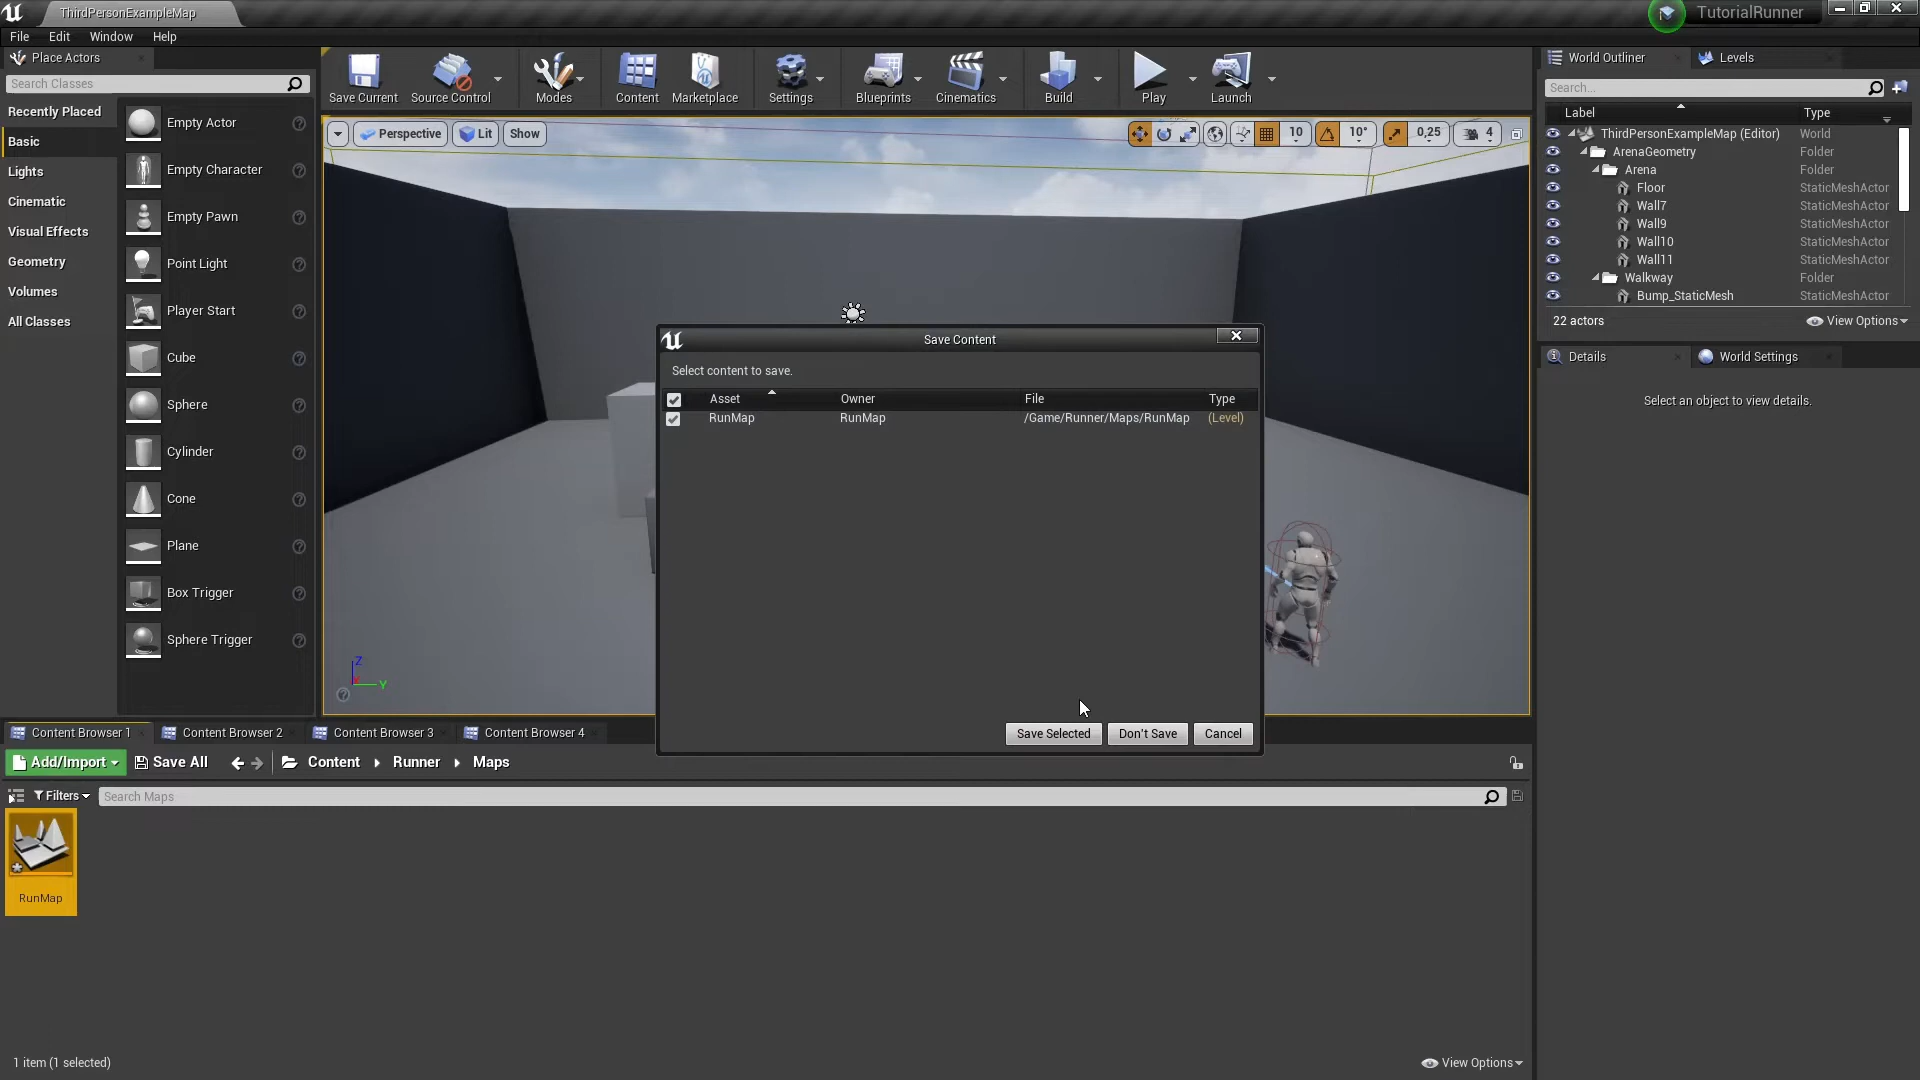 ThirdPersonExampleMap
TutorialRunner
File Edit Window Help
Place Actors
Search Classes
Recently Placed
Basic
Lights
Cinematic
Visual Effects
Geometry
Volumes
All Classes
Empty Actor
Empty Character
Empty Pawn
Point Light
Player Start
Cube
Sphere
Cylinder
Cone
Plane
Box Trigger
Sphere Trigger
Save Current Source Control Modes Content Marketplace Settings Blueprints Cinematics Build Play Launch
Perspective Lit Show
10 10° 0,25 4
Z
Y
Save Content
Select content to save.
Asset Owner File Type
RunMap RunMap /Game/Runner/Maps/RunMap (Level)
Save Selected Don't Save Cancel
World Outliner Levels
Search...
Label Type
ThirdPersonExampleMap (Editor) World
ArenaGeometry Folder
Arena Folder
Floor StaticMeshActor
Wall7 StaticMeshActor
Wall9 StaticMeshActor
Wall10 StaticMeshActor
Wall11 StaticMeshActor
Walkway Folder
Bump_StaticMesh StaticMeshActor
22 actors View Options
Details World Settings
Select an object to view details.
Content Browser 1 Content Browser 2 Content Browser 3 Content Browser 4
Add/Import Save All Content Runner Maps
Filters Search Maps
RunMap
1 item (1 selected) View Options